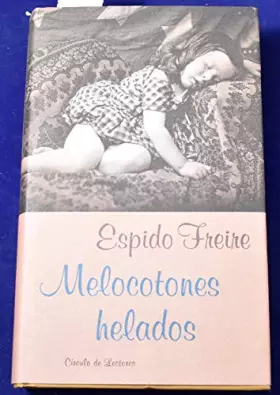 Espido Freire
Melocotones
helados
Círculo de Lectores